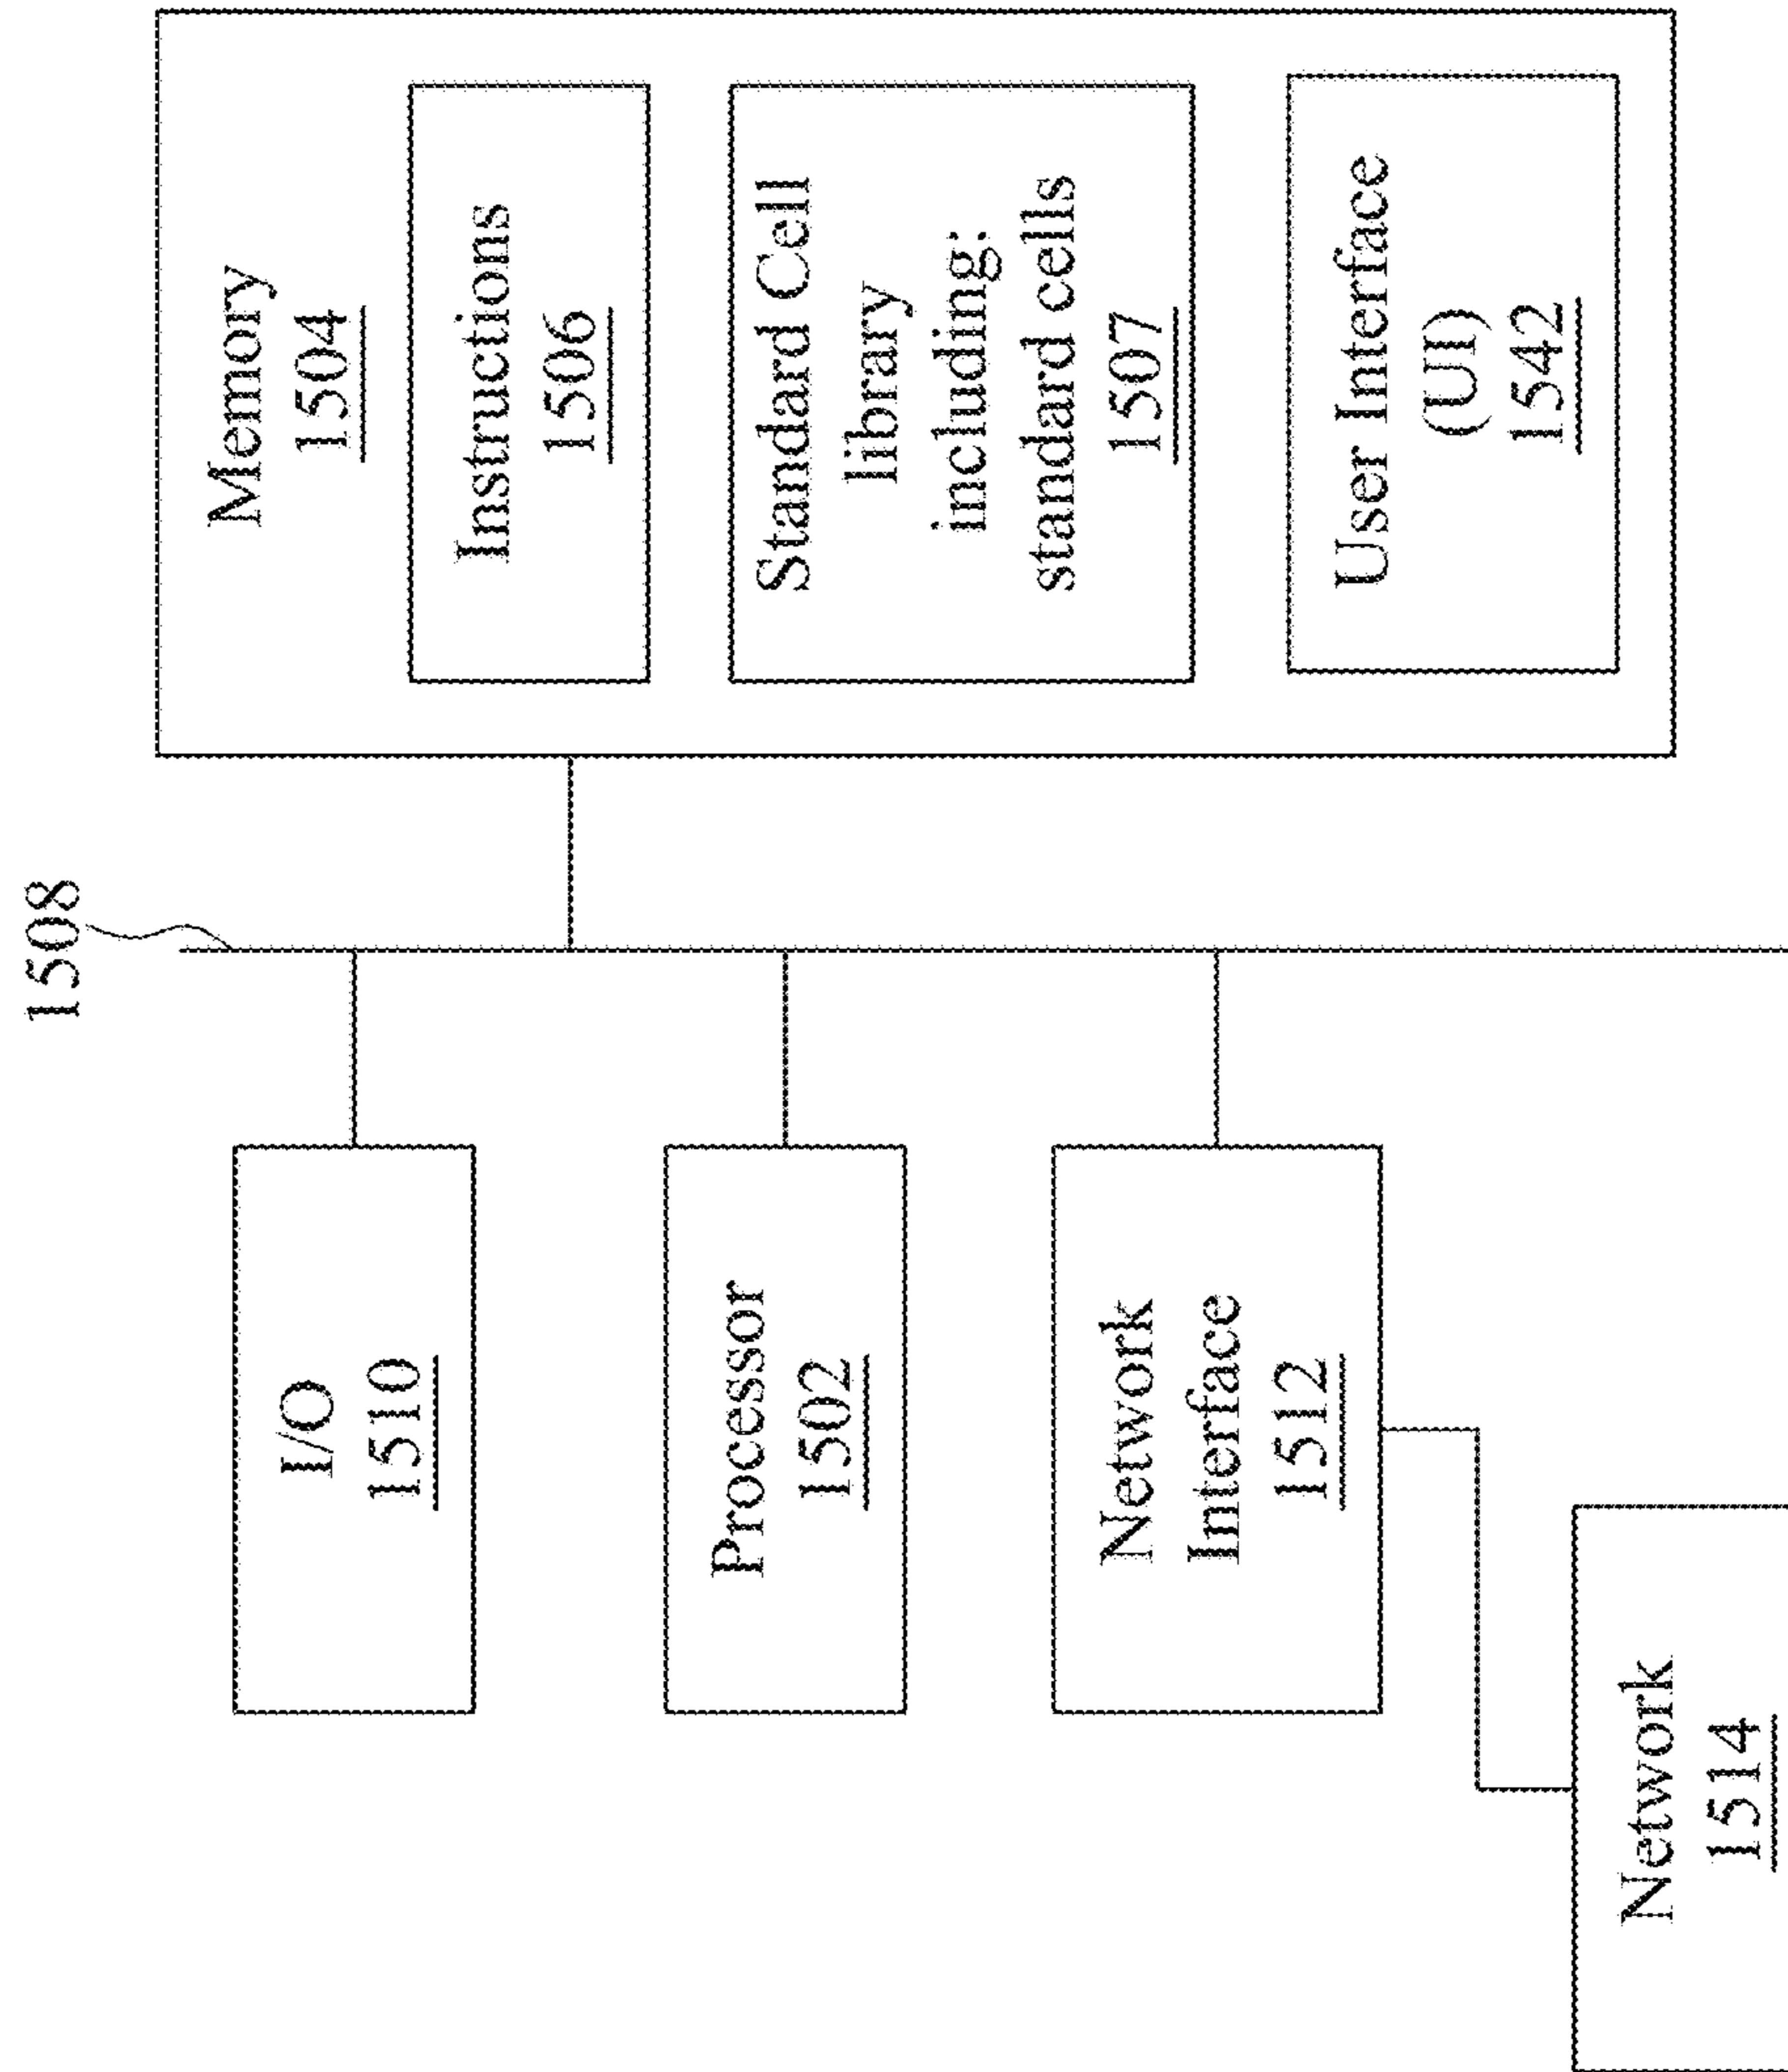 1508
I/O
1510
Processor
1502
Network
Interface
1512
Network
1514
Memory
1504
Instructions
1506
Standard Cell
library
including:
standard cells
1507
User Interface
(UI)
1542